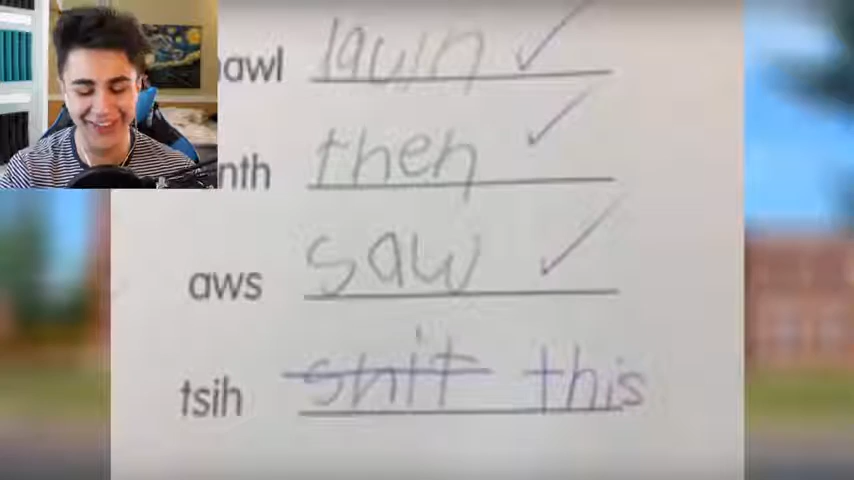 awl lawn ✓
nth then ✓
aws saw ✓
tsih shit this